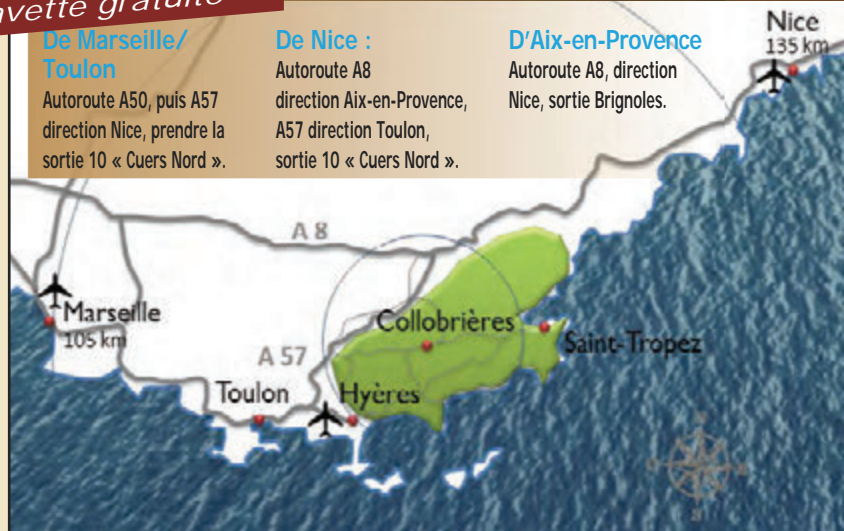 avette gratuite
De Marseille/
Toulon
Autoroute A50, puis A57
direction Nice, prendre la
sortie 10 « Cuers Nord ».
De Nice :
Autoroute A8
direction Aix-en-Provence,
A57 direction Toulon,
sortie 10 « Cuers Nord ».
D'Aix-en-Provence
Autoroute A8, direction
Nice, sortie Brignoles.
Nice
135 km
A 8
Marseille
105 km
Collobrières
Saint-Tropez
A 57
Toulon
Hyères